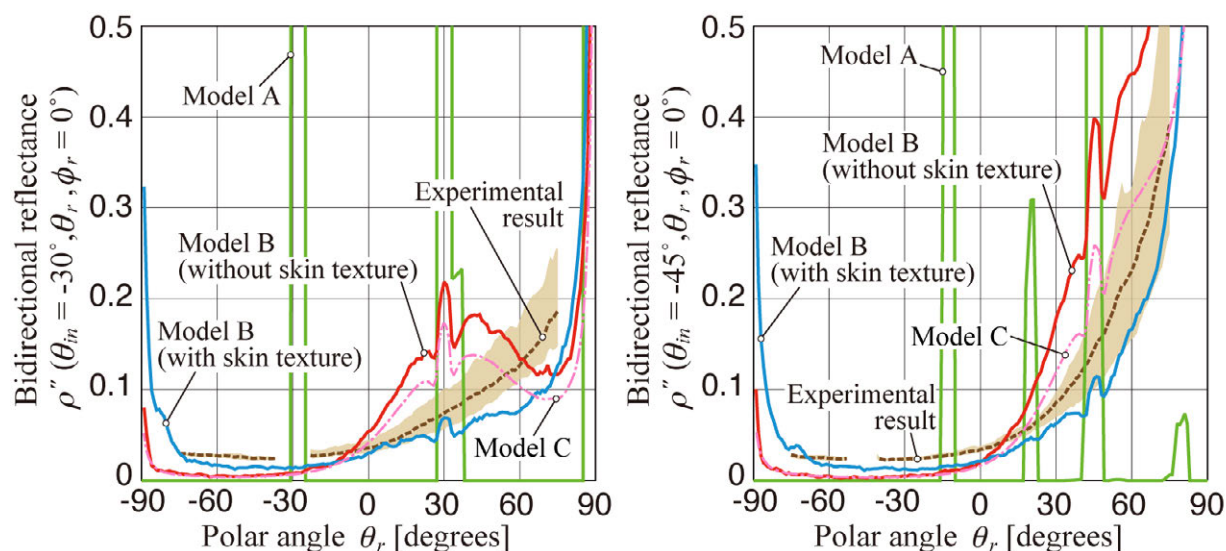 0.5
0.4
0.3
0.2
0.1
0
Bidirectional reflectance
ρ″ (θin = -30°, θr, ϕr = 0°)
Model A
Experimental
result
Model B
(without skin texture)
Model B
(with skin texture)
Model C
-90 -60 -30 0 30 60 90
Polar angle θr [degrees]
0.5
0.4
0.3
0.2
0.1
0
Bidirectional reflectance
ρ″ (θin = -45°, θr, ϕr = 0°)
Model A
Model B
(without skin texture)
Model B
(with skin texture)
Model C
Experimental
result
-90 -60 -30 0 30 60 90
Polar angle θr [degrees]